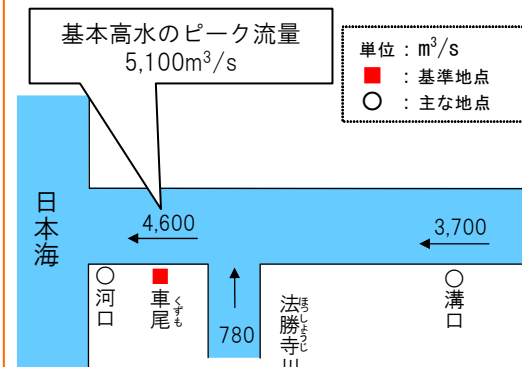 基本高水のピーク流量
5,100m³/s
単位：m³/s
■：基準地点
○：主な地点
日本海
4,600
3,700
河口
車尾
くずも
780
法勝寺川
ほっしょうじ
溝口